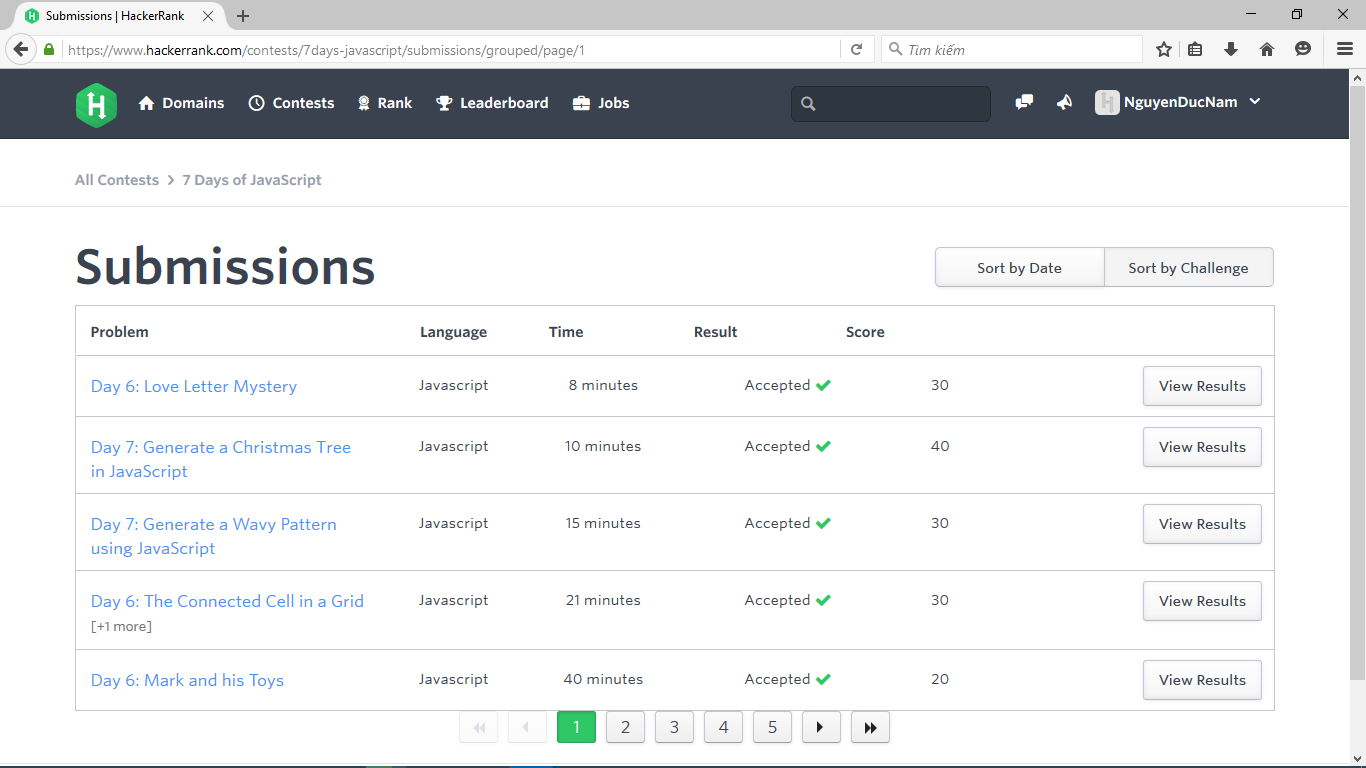 Submissions | HackerRank
https://www.hackerrank.com/contests/7days-javascript/submissions/grouped/page/1
Tìm kiếm
Domains Contests Rank Leaderboard Jobs NguyenDucNam
All Contests 7 Days of JavaScript
Submissions
Sort by Date Sort by Challenge
Problem Language Time Result Score
Day 6: Love Letter Mystery Javascript 8 minutes Accepted 30 View Results
Day 7: Generate a Christmas Tree Javascript 10 minutes Accepted 40 View Results
in JavaScript
Day 7: Generate a Wavy Pattern Javascript 15 minutes Accepted 30 View Results
using JavaScript
Day 6: The Connected Cell in a Grid Javascript 21 minutes Accepted 30 View Results
[+1 more]
Day 6: Mark and his Toys Javascript 40 minutes Accepted 20 View Results
1 2 3 4 5